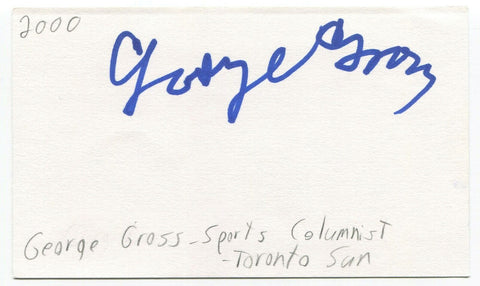 2000
George Gross
George Gross - Sports Columnist
- Toronto Sun